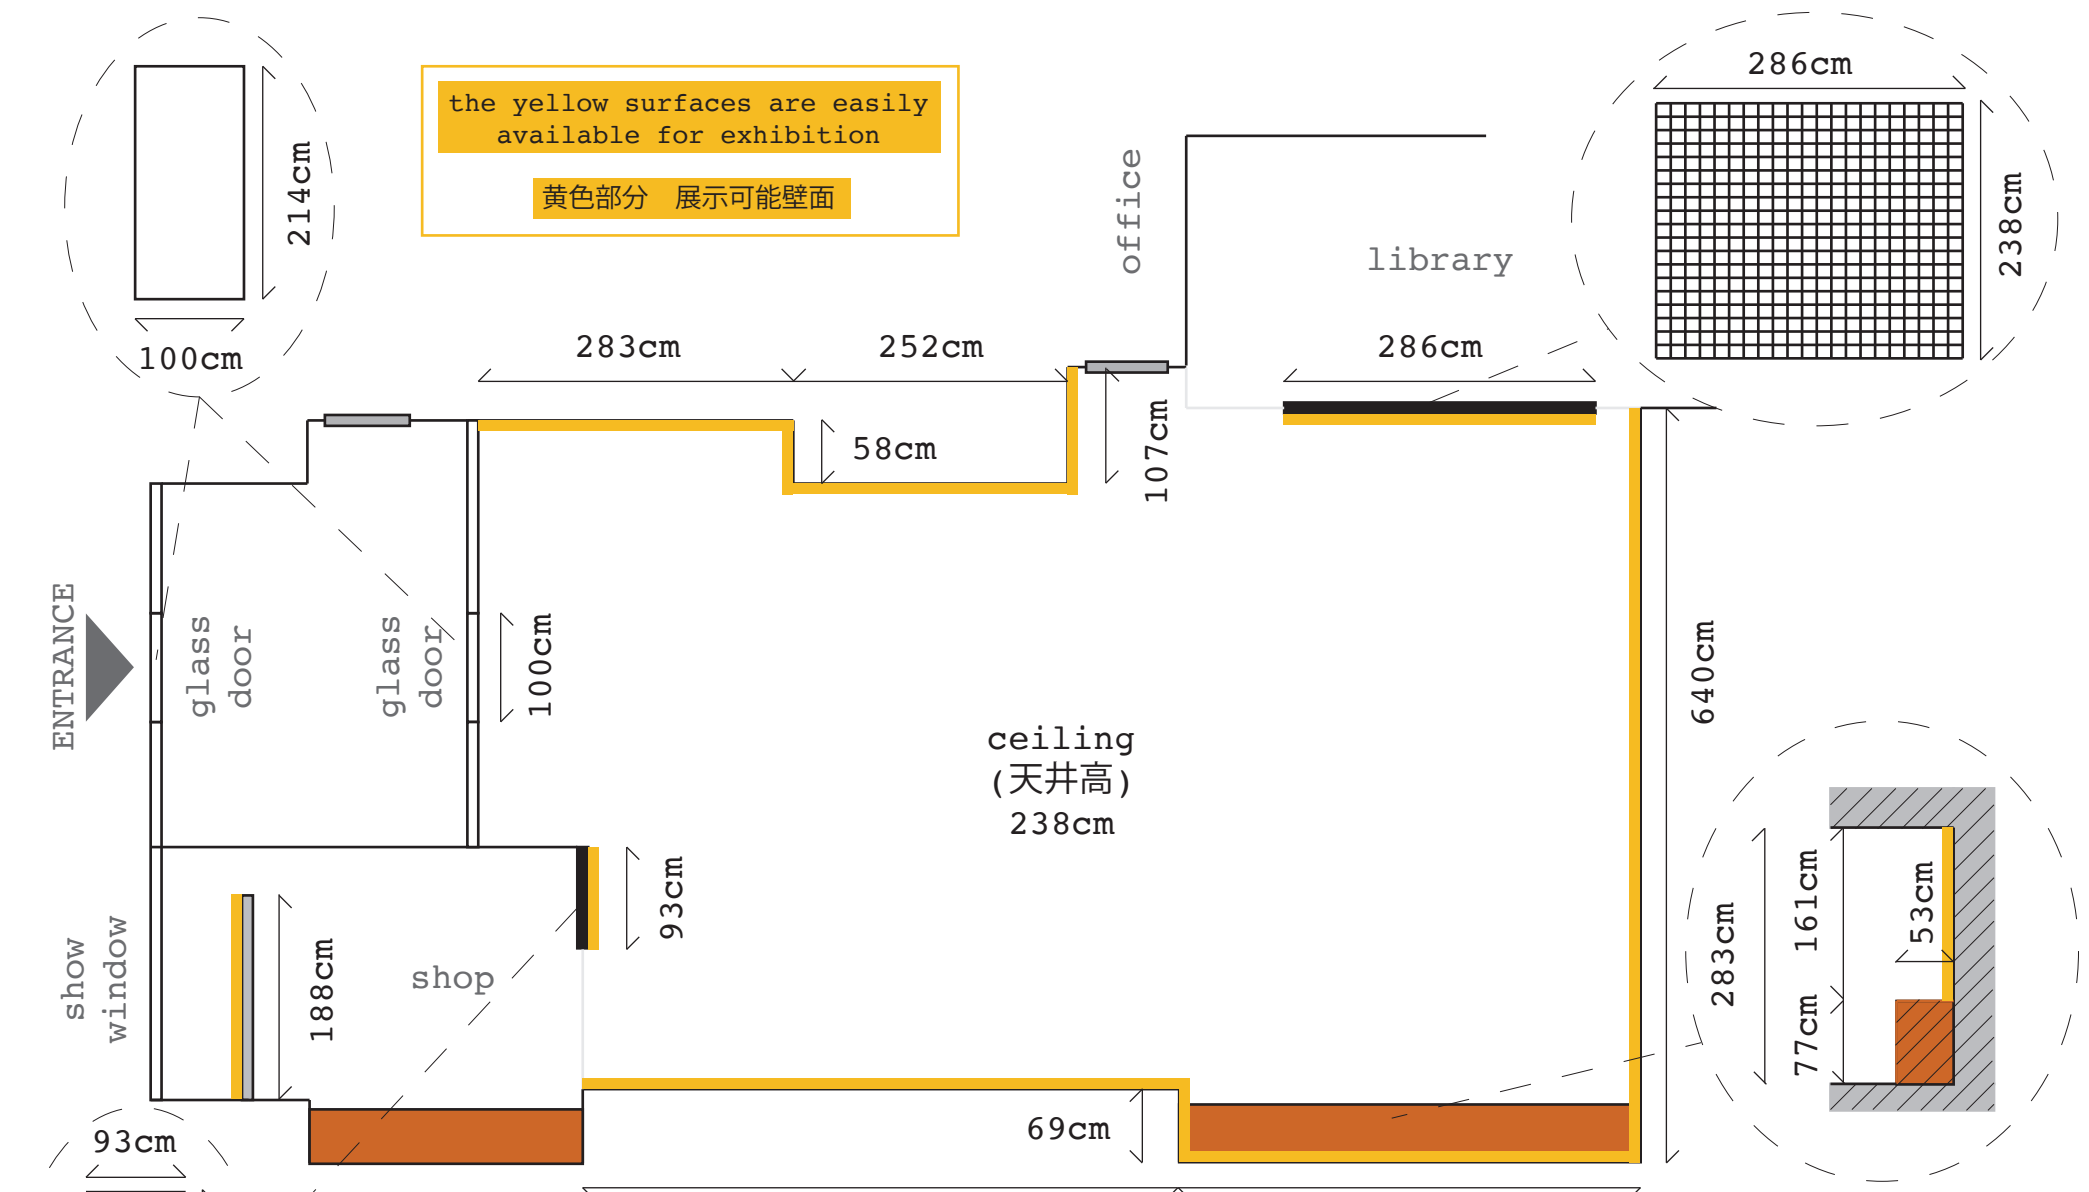 286cm
the yellow surfaces are easily
available for exhibition
黄色部分　展示可能壁面
214cm
238cm
office
library
100cm
283cm
252cm
286cm
58cm
107cm
ENTRANCE
glass
door
glass
door
100cm
640cm
ceiling
(天井高)
238cm
93cm
161cm
53cm
283cm
77cm
show
window
188cm
shop
93cm
69cm